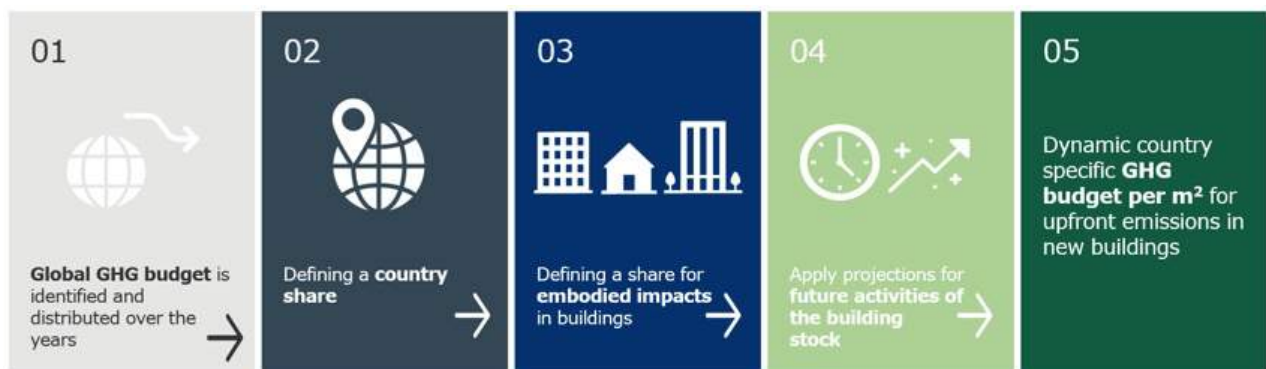 01
Global GHG budget is
identified and
distributed over the
years
02
Defining a country
share
03
Defining a share for
embodied impacts
in buildings
04
Apply projections for
future activities of
the building
stock
05
Dynamic country
specific GHG
budget per m² for
upfront emissions in
new buildings